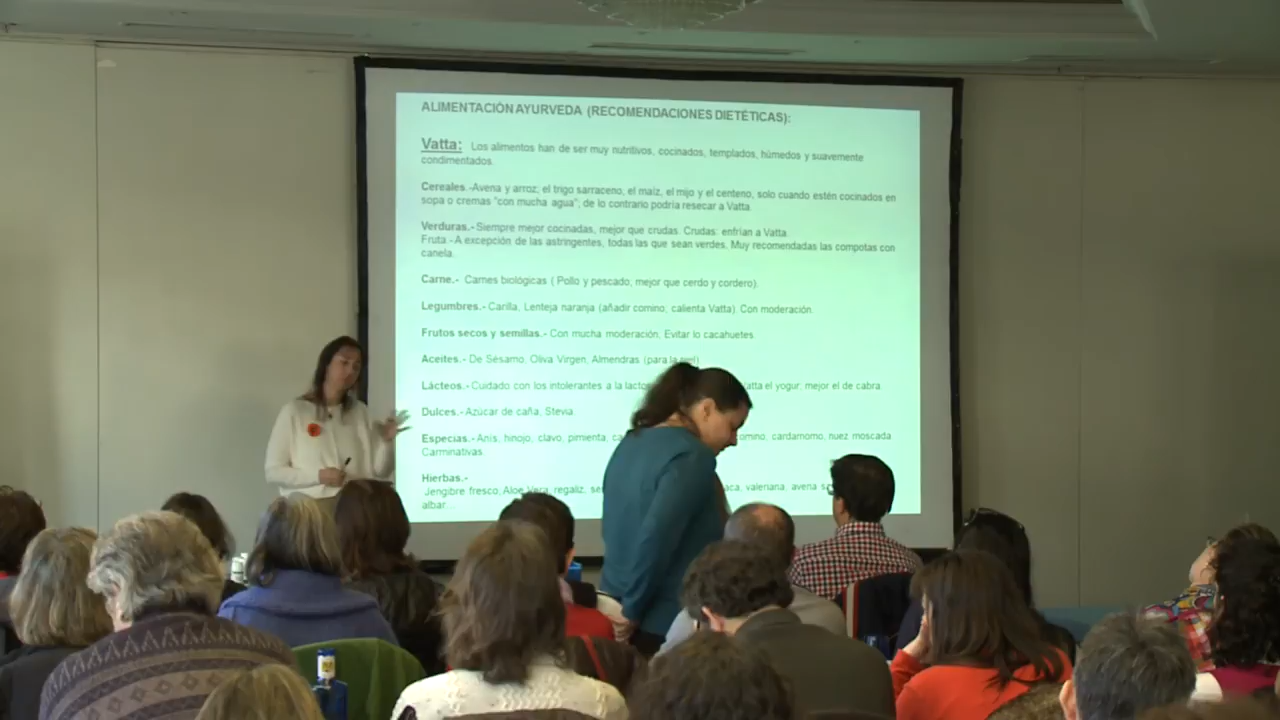 ALIMENTACIÓN AYURVEDA (RECOMENDACIONES DIETÉTICAS):
Vatta: Los alimentos han de ser muy nutritivos, cocinados, templados, húmedos y suavemente
condimentados.
Cereales.-Avena y arroz, el trigo sarraceno, el maíz, el mijo y el centeno, solo cuando estén cocinados en
sopa o cremas "con mucha agua"; de lo contrario podría resecar a Vatta.
Verduras.- Siempre mejor cocinadas, mejor que crudas. Crudas: enfrían a Vatta.
Fruta.- A excepción de las astringentes, todas las que sean verdes. Muy recomendadas las compotas con
canela.
Carne.- Carnes biológicas ( Pollo y pescado, mejor que cerdo y cordero).
Legumbres.- Carilla, Lenteja naranja (añadir comino; calienta Vatta). Con moderación.
Frutos secos y semillas.- Con mucha moderación. Evitar lo cacahuetes
Aceites.- De Sésamo, Oliva Virgen, Almendras (para la piel).
Lácteos.- Cuidado con los intolerantes a la Vatta el yogur; mejor el de cabra.
Dulces.- Azúcar de caña, Stevia.
Especias.- Anís, hinojo, clavo, pimienta, comino, cardamomo, nuez moscada
Carminativas.
Hierbas.-
Jengibre fresco, Aloe Vera, regaliz, valeriana, avena
albar...